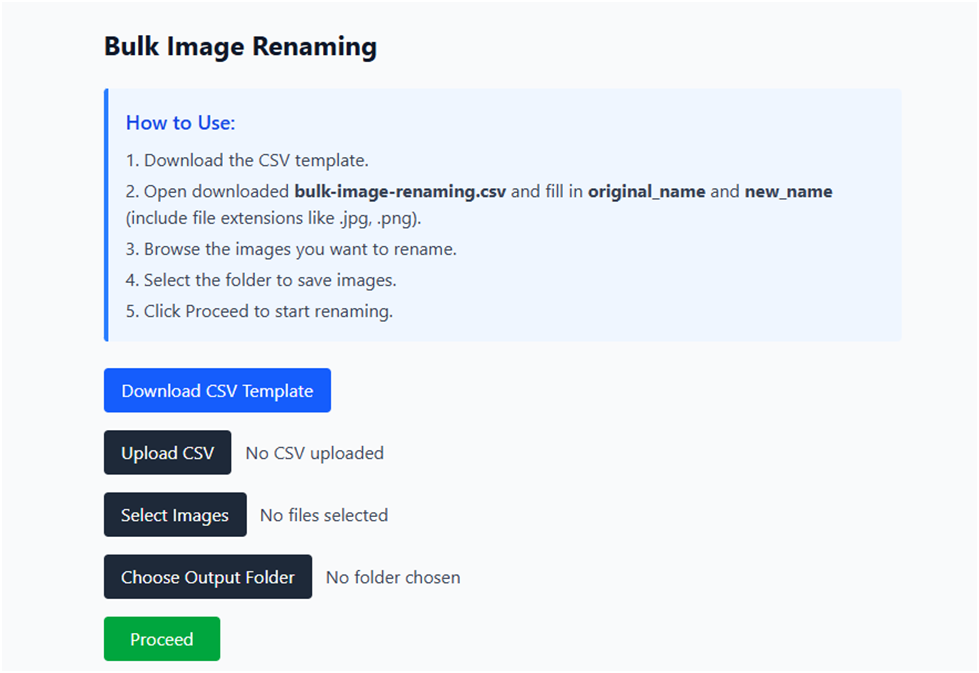 Bulk Image Renaming
How to Use:
1. Download the CSV template.
2. Open downloaded bulk-image-renaming.csv and fill in original_name and new_name
(include file extensions like .jpg, .png).
3. Browse the images you want to rename.
4. Select the folder to save images.
5. Click Proceed to start renaming.
Download CSV Template
Upload CSV No CSV uploaded
Select Images No files selected
Choose Output Folder No folder chosen
Proceed